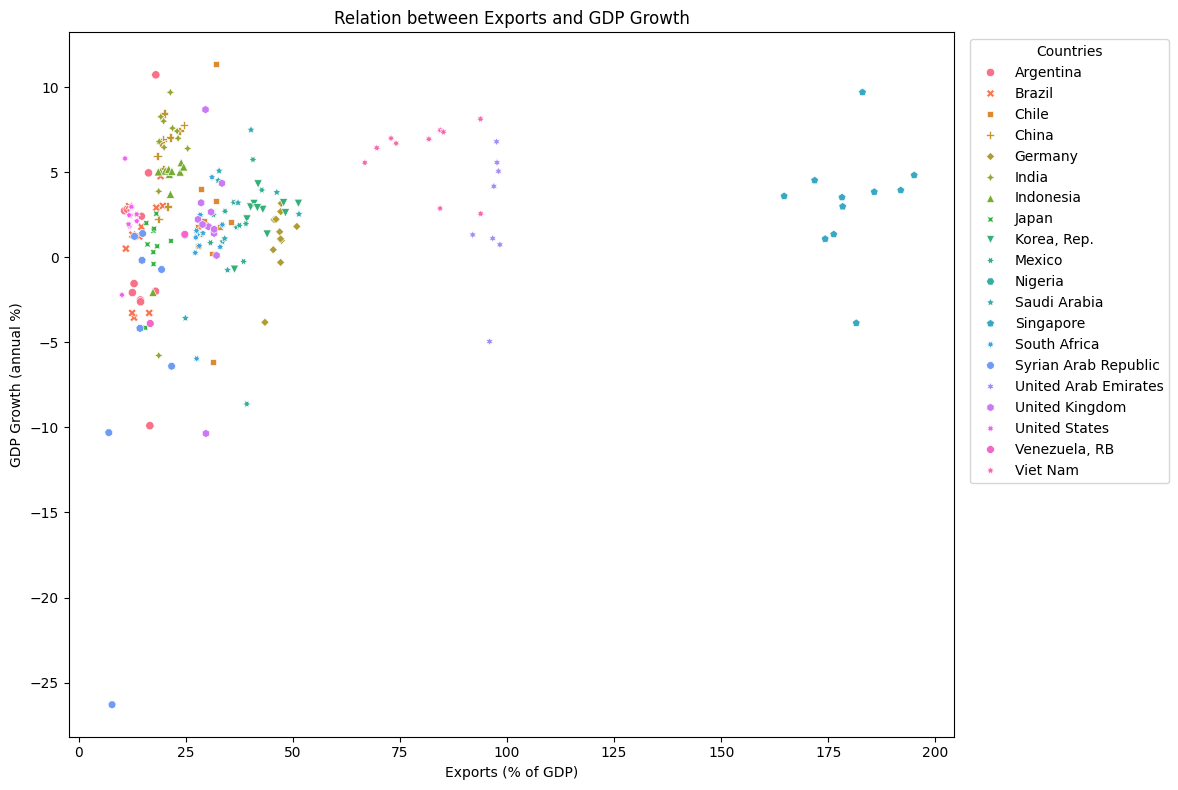 Relation between Exports and GDP Growth
GDP Growth (annual %)
10
5
0
−5
−10
−15
−20
−25
0 25 50 75 100 125 150 175 200
Exports (% of GDP)
Countries
Argentina
Brazil
Chile
China
Germany
India
Indonesia
Japan
Korea, Rep.
Mexico
Nigeria
Saudi Arabia
Singapore
South Africa
Syrian Arab Republic
United Arab Emirates
United Kingdom
United States
Venezuela, RB
Viet Nam